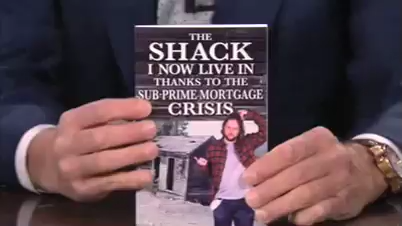 THE
SHACK
I NOW LIVE IN
THANKS TO THE
SUB-PRIME MORTGAGE
CRISIS